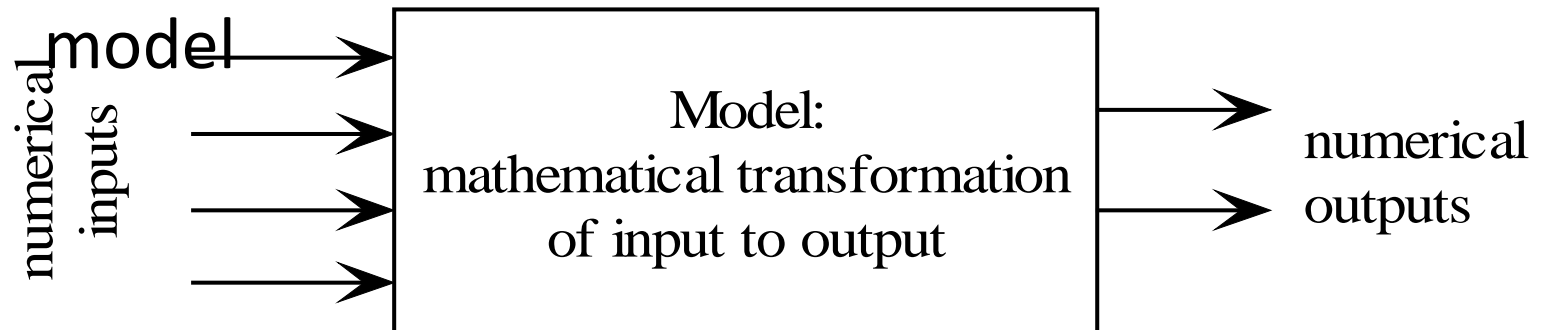 model
numerical
inputs
Model:
mathematical transformation
of input to output
numerical
outputs